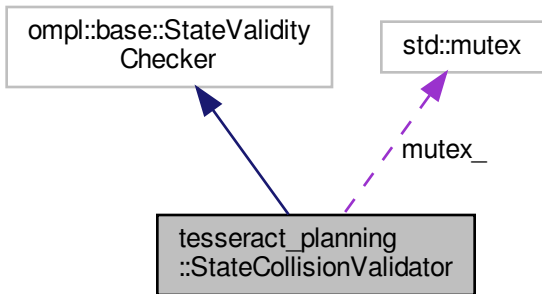 ompl::base::StateValidity
Checker
std::mutex
mutex_
tesseract_planning
::StateCollisionValidator